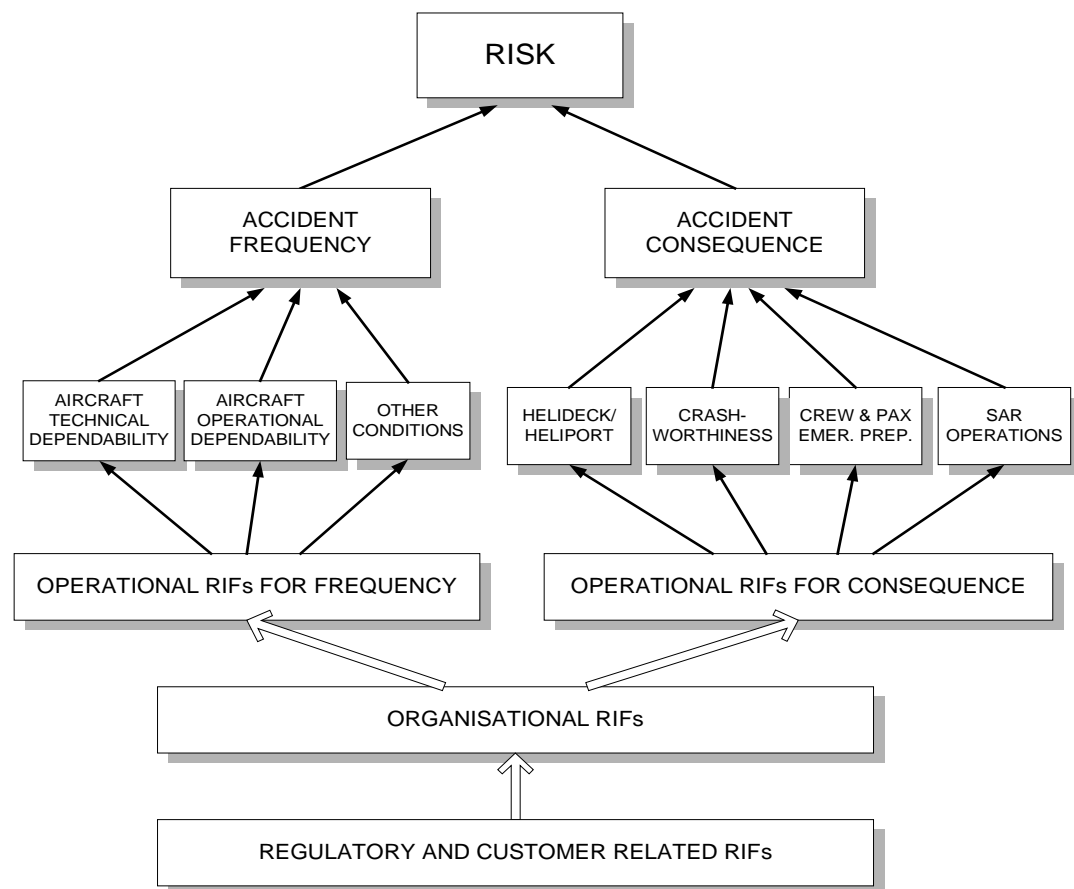 RISK
ACCIDENT
FREQUENCY
ACCIDENT
CONSEQUENCE
AIRCRAFT
TECHNICAL
DEPENDABILITY
AIRCRAFT
OPERATIONAL
DEPENDABILITY
OTHER
CONDITIONS
HELIDECK/
HELIPORT
CRASH-
WORTHINESS
CREW & PAX
EMER. PREP.
SAR
OPERATIONS
OPERATIONAL RIFs FOR FREQUENCY
OPERATIONAL RIFs FOR CONSEQUENCE
ORGANISATIONAL RIFs
REGULATORY AND CUSTOMER RELATED RIFs